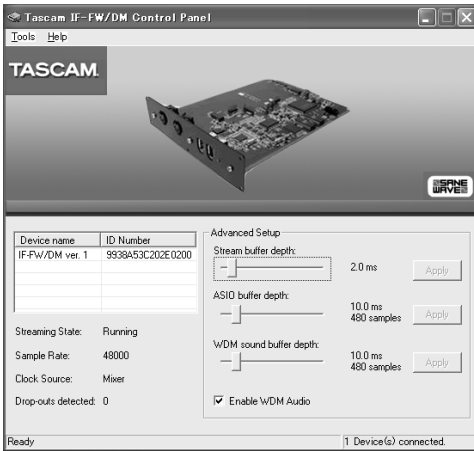 Tascam IF-FW/DM Control Panel
Tools Help
TASCAM
SANE
WAVE
Device name ID Number
IF-FW/DM ver. 1 9938A53C202E0200
Streaming State: Running
Sample Rate: 48000
Clock Source: Mixer
Drop-outs detected: 0
Advanced Setup
Stream buffer depth:
2.0 ms Apply
ASIO buffer depth:
10.0 ms
480 samples Apply
WDM sound buffer depth:
10.0 ms
480 samples Apply
Enable WDM Audio
Ready 1 Device(s) connected.